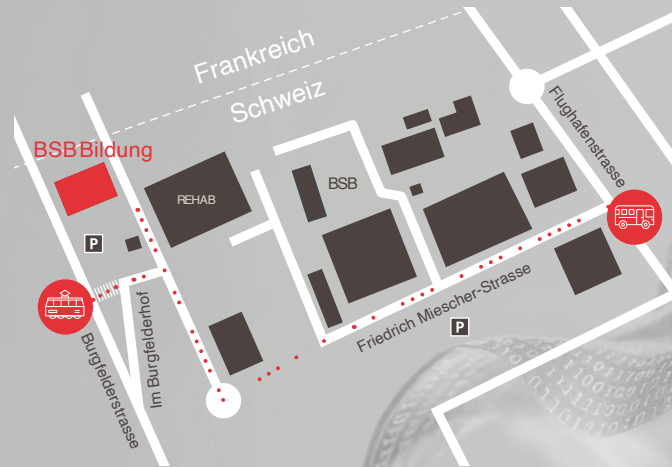 Frankreich
Schweiz
BSB Bildung
REHAB
BSB
Flughafenstrasse
P
Im Burgfelderhof
Burgfelderstrasse
Friedrich Miescher-Strasse
P